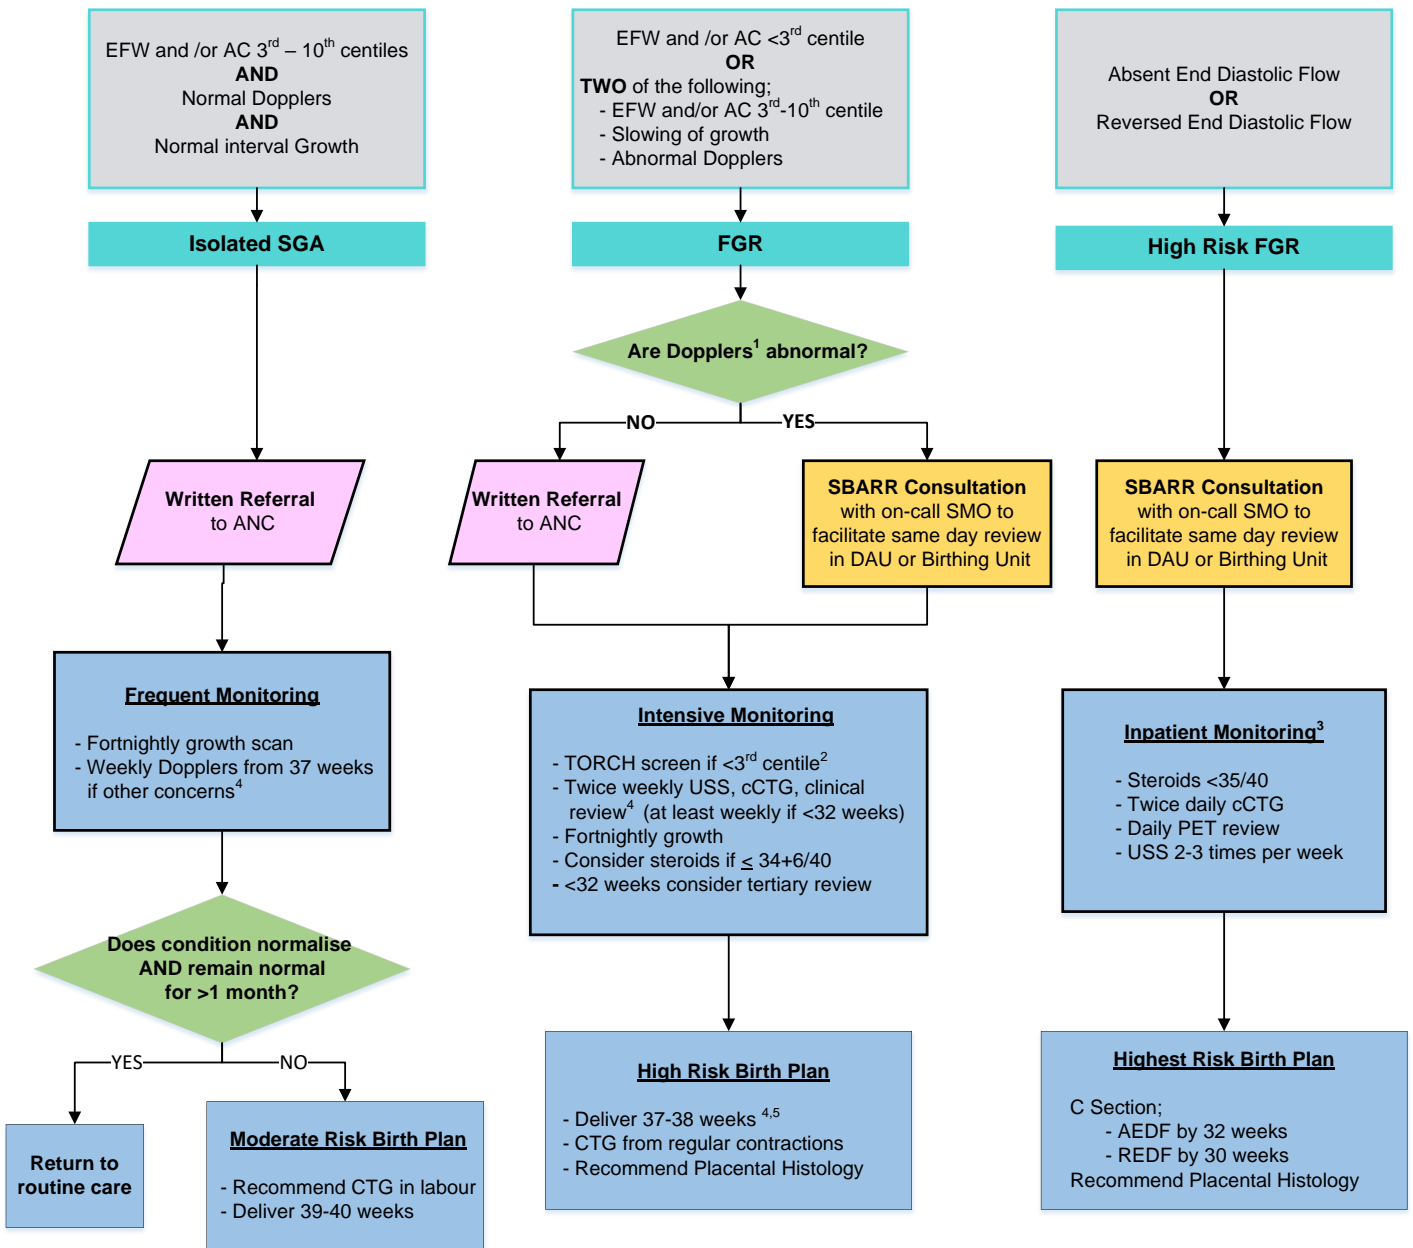 EFW and /or AC 3rd – 10th centiles
AND
Normal Dopplers
AND
Normal interval Growth
EFW and /or AC <3rd centile
OR
TWO of the following;
- EFW and/or AC 3rd-10th centile
- Slowing of growth
- Abnormal Dopplers
Absent End Diastolic Flow
OR
Reversed End Diastolic Flow
Isolated SGA
FGR
High Risk FGR
Are Dopplers1 abnormal?
NO
YES
Written Referral
to ANC
Written Referral
to ANC
SBARR Consultation
with on-call SMO to
facilitate same day review
in DAU or Birthing Unit
SBARR Consultation
with on-call SMO to
facilitate same day review
in DAU or Birthing Unit
Frequent Monitoring
- Fortnightly growth scan
- Weekly Dopplers from 37 weeks
if other concerns4
Intensive Monitoring
- TORCH screen if <3rd centile2
- Twice weekly USS, cCTG, clinical
review4 (at least weekly if <32 weeks)
- Fortnightly growth
- Consider steroids if ≤ 34+6/40
- <32 weeks consider tertiary review
Inpatient Monitoring3
- Steroids <35/40
- Twice daily cCTG
- Daily PET review
- USS 2-3 times per week
Does condition normalise
AND remain normal
for >1 month?
YES
NO
Return to
routine care
Moderate Risk Birth Plan
- Recommend CTG in labour
- Deliver 39-40 weeks
High Risk Birth Plan
- Deliver 37-38 weeks 4,5
- CTG from regular contractions
- Recommend Placental Histology
Highest Risk Birth Plan
C Section;
- AEDF by 32 weeks
- REDF by 30 weeks
Recommend Placental Histology